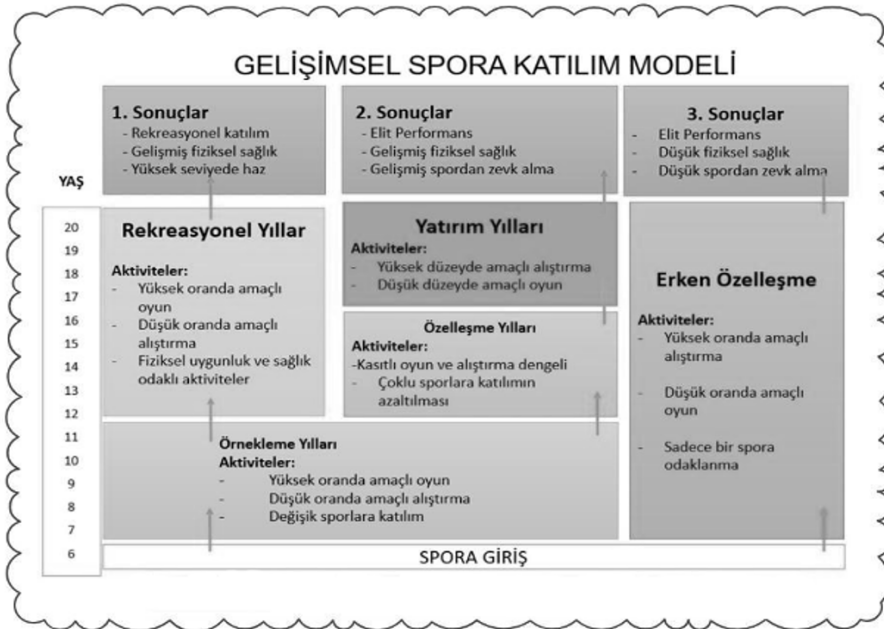 GELİŞİMSEL SPORA KATILIM MODELİ
1. Sonuçlar
- Rekreasyonel katılım
- Gelişmiş fiziksel sağlık
- Yüksek seviyede haz
2. Sonuçlar
- Elit Performans
- Gelişmiş fiziksel sağlık
- Gelişmiş spordan zevk alma
3. Sonuçlar
- Elit Performans
- Düşük fiziksel sağlık
- Düşük spordan zevk alma
YAŞ
20
19
18
17
16
15
14
13
12
11
10
9
8
7
6
Rekreasyonel Yıllar
Aktiviteler:
- Yüksek oranda amaçlı
oyun
- Düşük oranda amaçlı
alıştırma
- Fiziksel uygunluk ve sağlık
odaklı aktiviteler
Yatırım Yılları
Aktiviteler:
- Yüksek düzeyde amaçlı alıştırma
- Düşük düzeyde amaçlı oyun
Özelleşme Yılları
Aktiviteler:
-Kasıtlı oyun ve alıştırma dengeli
- Çoklu sporlara katılımın
azaltılması
Erken Özelleşme
Aktiviteler:
- Yüksek oranda amaçlı
alıştırma
- Düşük oranda amaçlı
oyun
- Sadece bir spora
odaklanma
Örnekleme Yılları
Aktiviteler:
- Yüksek oranda amaçlı oyun
- Düşük oranda amaçlı alıştırma
- Değişik sporlara katılım
SPORA GİRİŞ